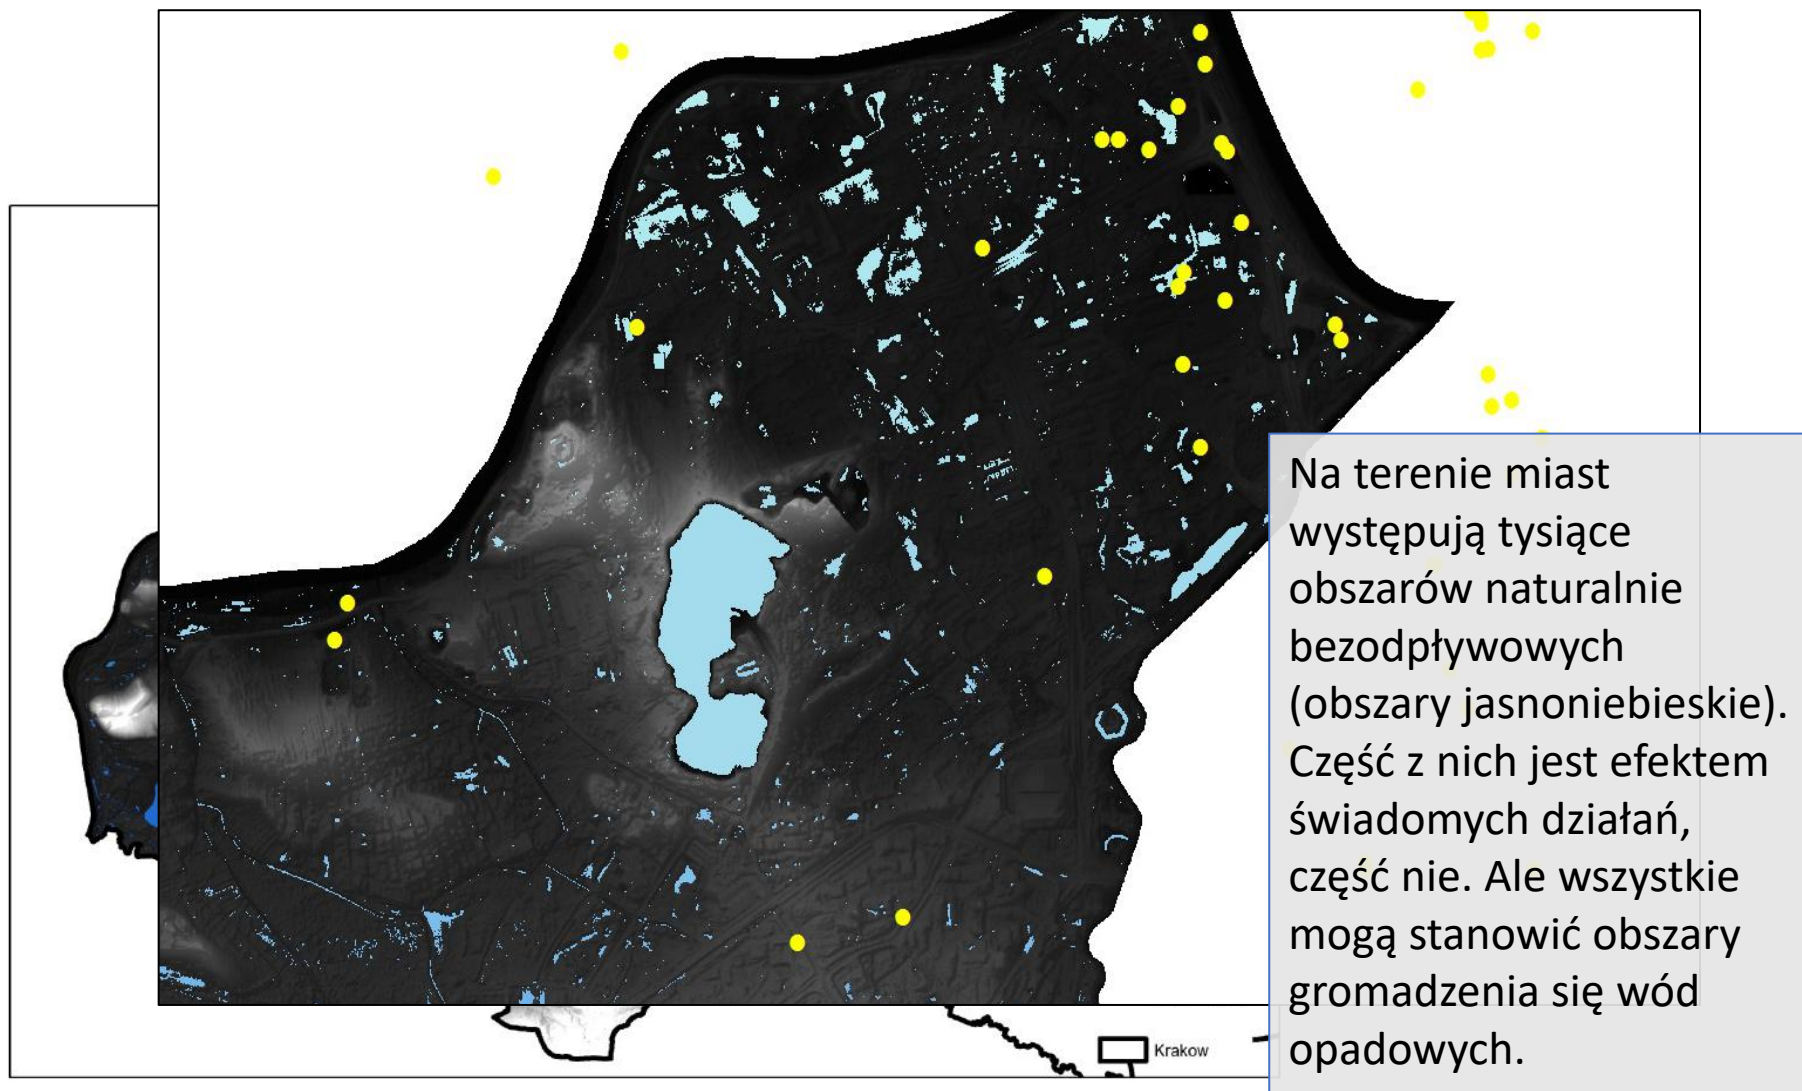 Na terenie miast
występują tysiące
obszarów naturalnie
bezodpływowych
(obszary jasnoniebieskie).
Część z nich jest efektem
świadomych działań,
część nie. Ale wszystkie
mogą stanowić obszary
gromadzenia się wód
opadowych.
Krakow